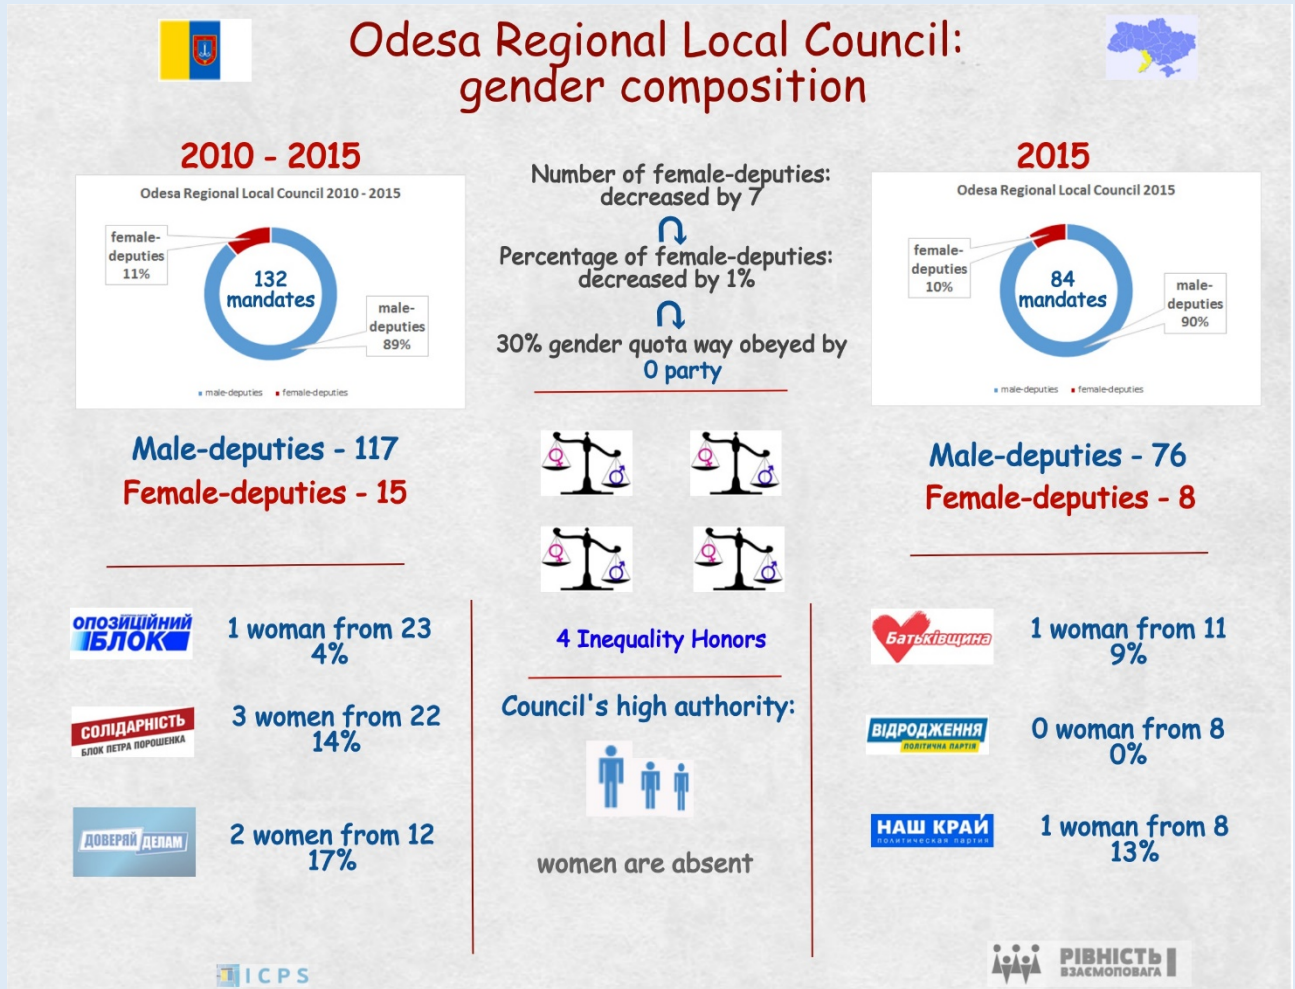 Odesa Regional Local Council:
gender composition
2010 - 2015
Odesa Regional Local Council 2010 - 2015
female-
deputies
11%
132
mandates
male-
deputies
89%
male-deputies female-deputies
Male-deputies - 117
Female-deputies - 15
Number of female-deputies:
decreased by 7
Percentage of female-deputies:
decreased by 1%
30% gender quota way obeyed by
0 party
2015
Odesa Regional Local Council 2015
female-
deputies
10%
84
mandates
male-
deputies
90%
male-deputies female-deputies
Male-deputies - 76
Female-deputies - 8
ОПОЗИЦІЙНИЙ
БЛОК
1 woman from 23
4%
СОЛІДАРНІСТЬ
БЛОК ПЕТРА ПОРОШЕНКА
3 women from 22
14%
ДОВЕРЯЙ ДЕЛАМ
2 women from 12
17%
4 Inequality Honors
Council's high authority:
women are absent
Батьківщина
1 woman from 11
9%
ВІДРОДЖЕННЯ
ПОЛІТИЧНА ПАРТІЯ
0 woman from 8
0%
НАШ КРАЙ
политическая партия
1 woman from 8
13%
ICPS
РІВНІСТЬ
ВЗАЄМОПОВАГА